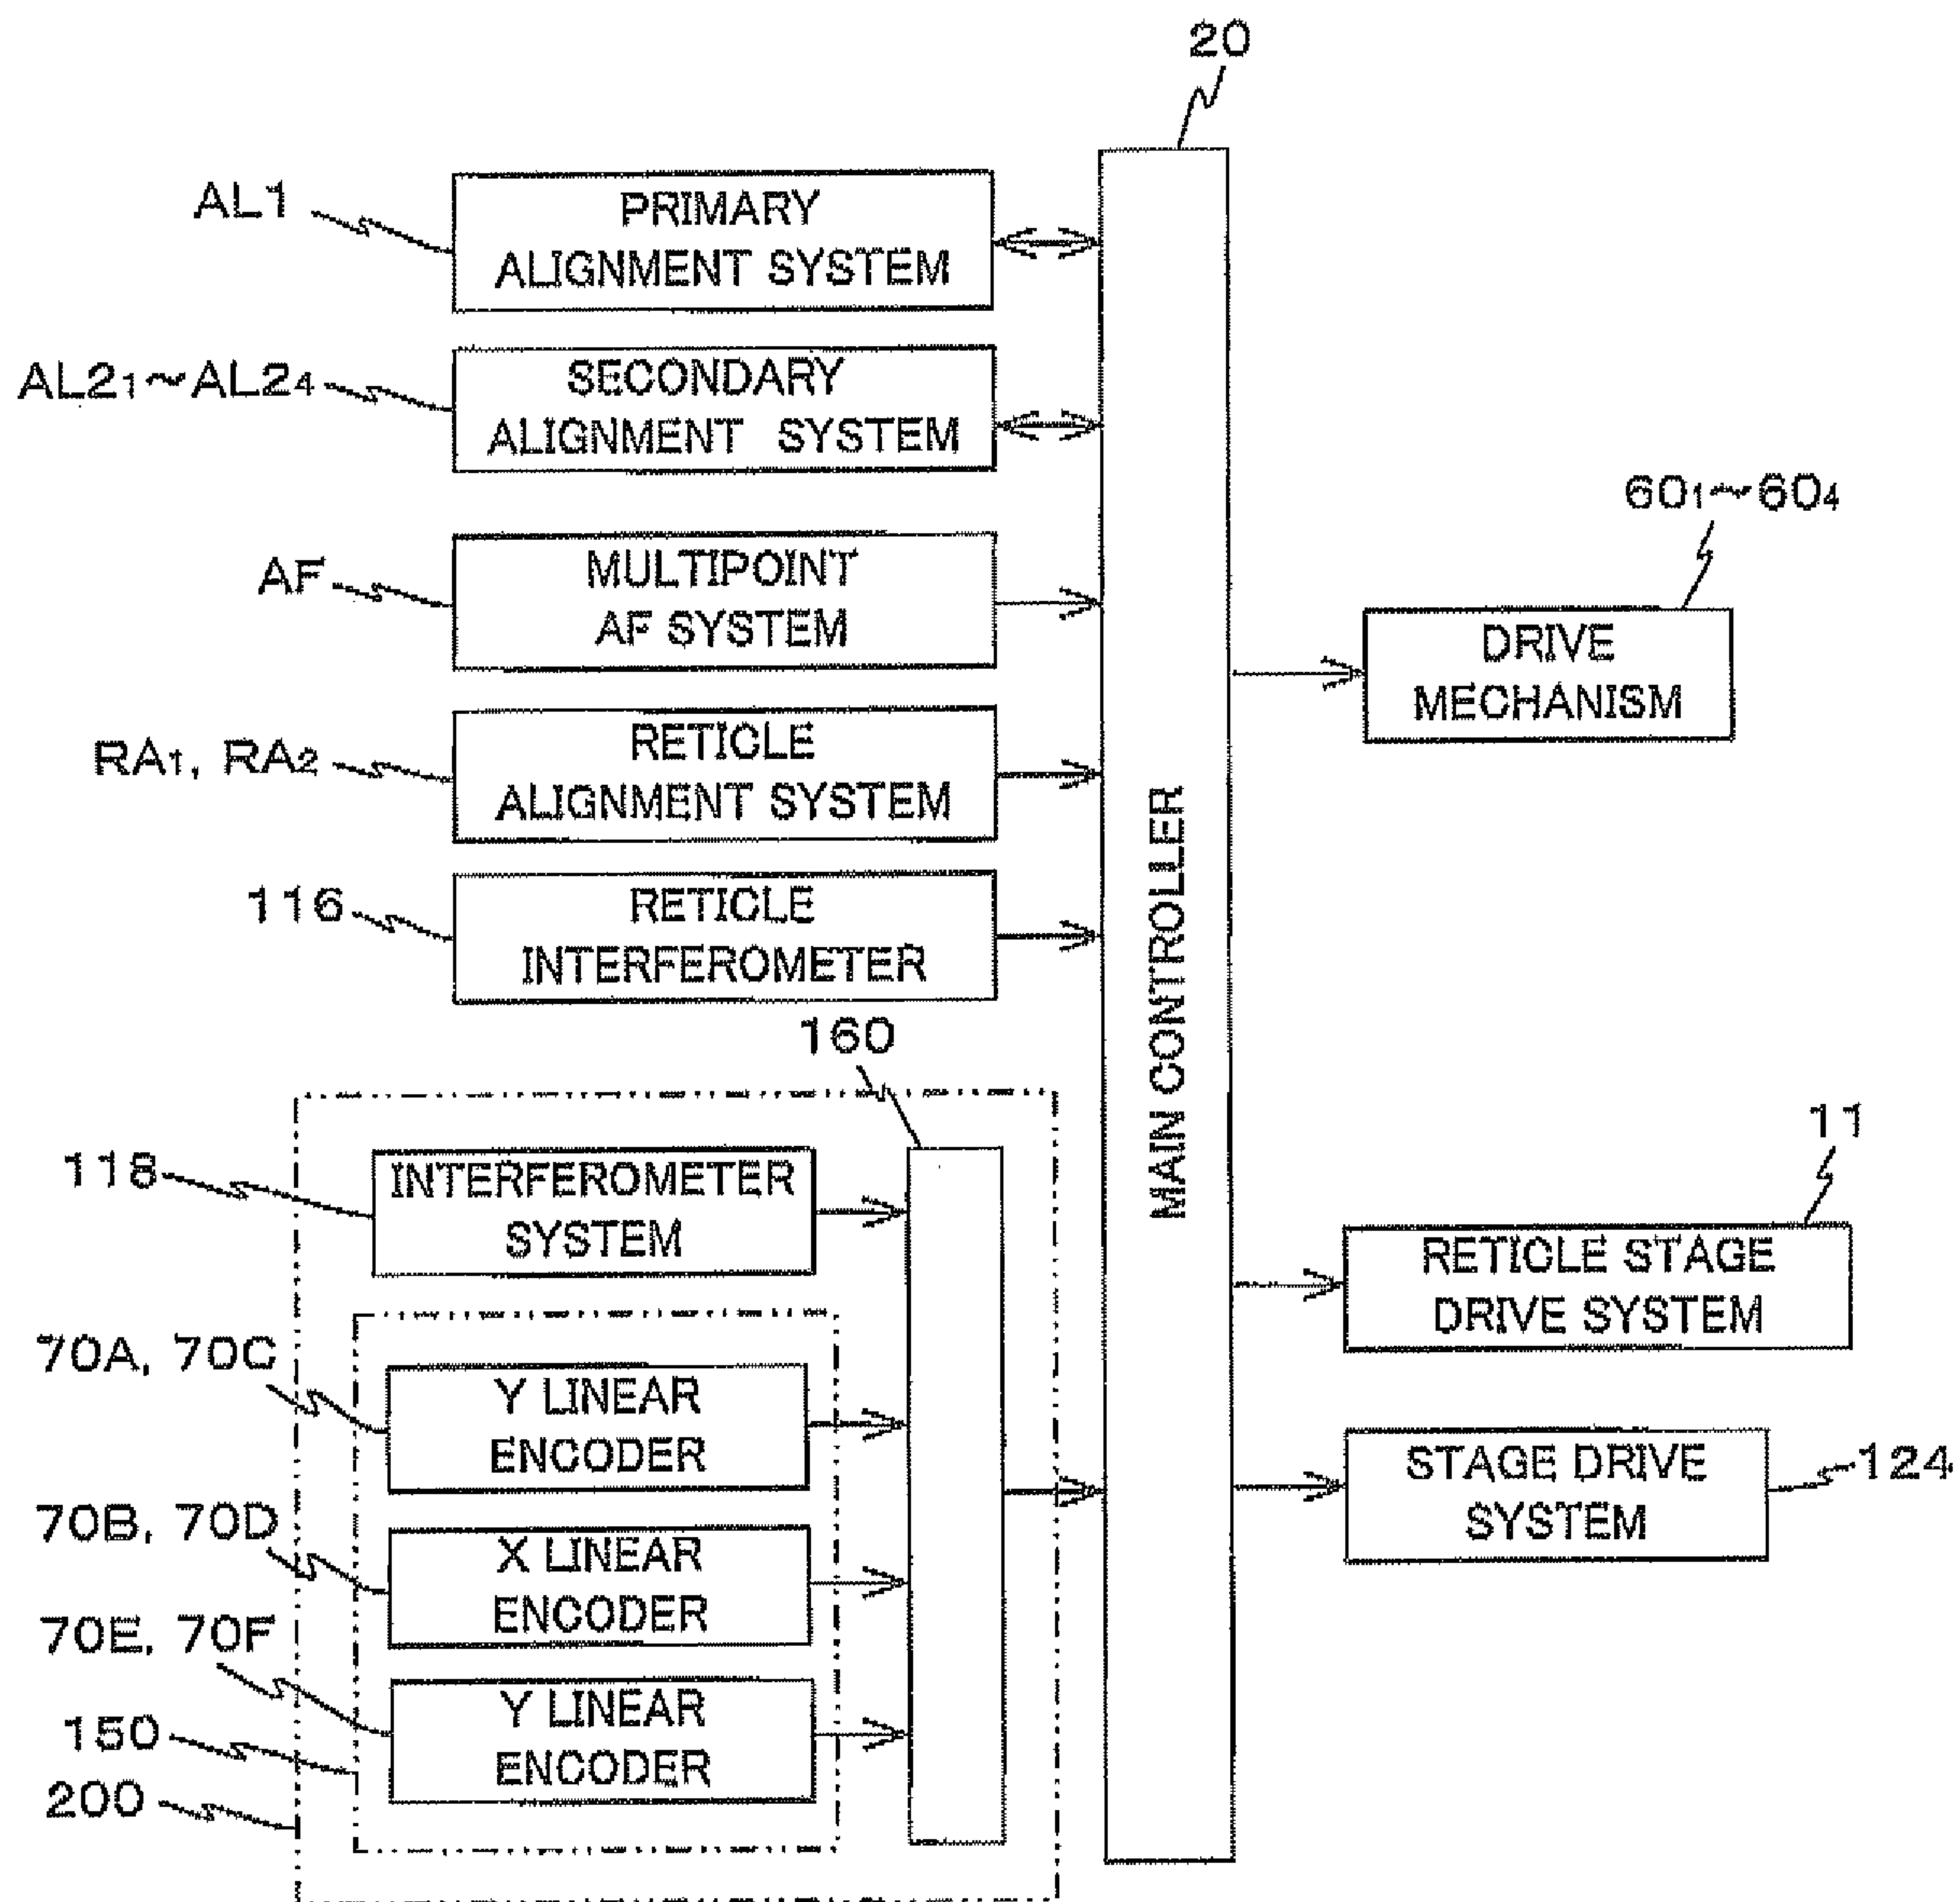 20
AL1
PRIMARY
ALIGNMENT SYSTEM
AL2₁~AL2₄
SECONDARY
ALIGNMENT SYSTEM
60₁~60₄
AF
MULTIPOINT
AF SYSTEM
DRIVE
MECHANISM
RA₁, RA₂
RETICLE
ALIGNMENT SYSTEM
116
RETICLE
INTERFEROMETER
MAIN CONTROLLER
160
11
118
INTERFEROMETER
SYSTEM
RETICLE STAGE
DRIVE SYSTEM
70A, 70C
Y LINEAR
ENCODER
STAGE DRIVE
SYSTEM
124
70B, 70D
X LINEAR
ENCODER
70E, 70F
Y LINEAR
ENCODER
150
200